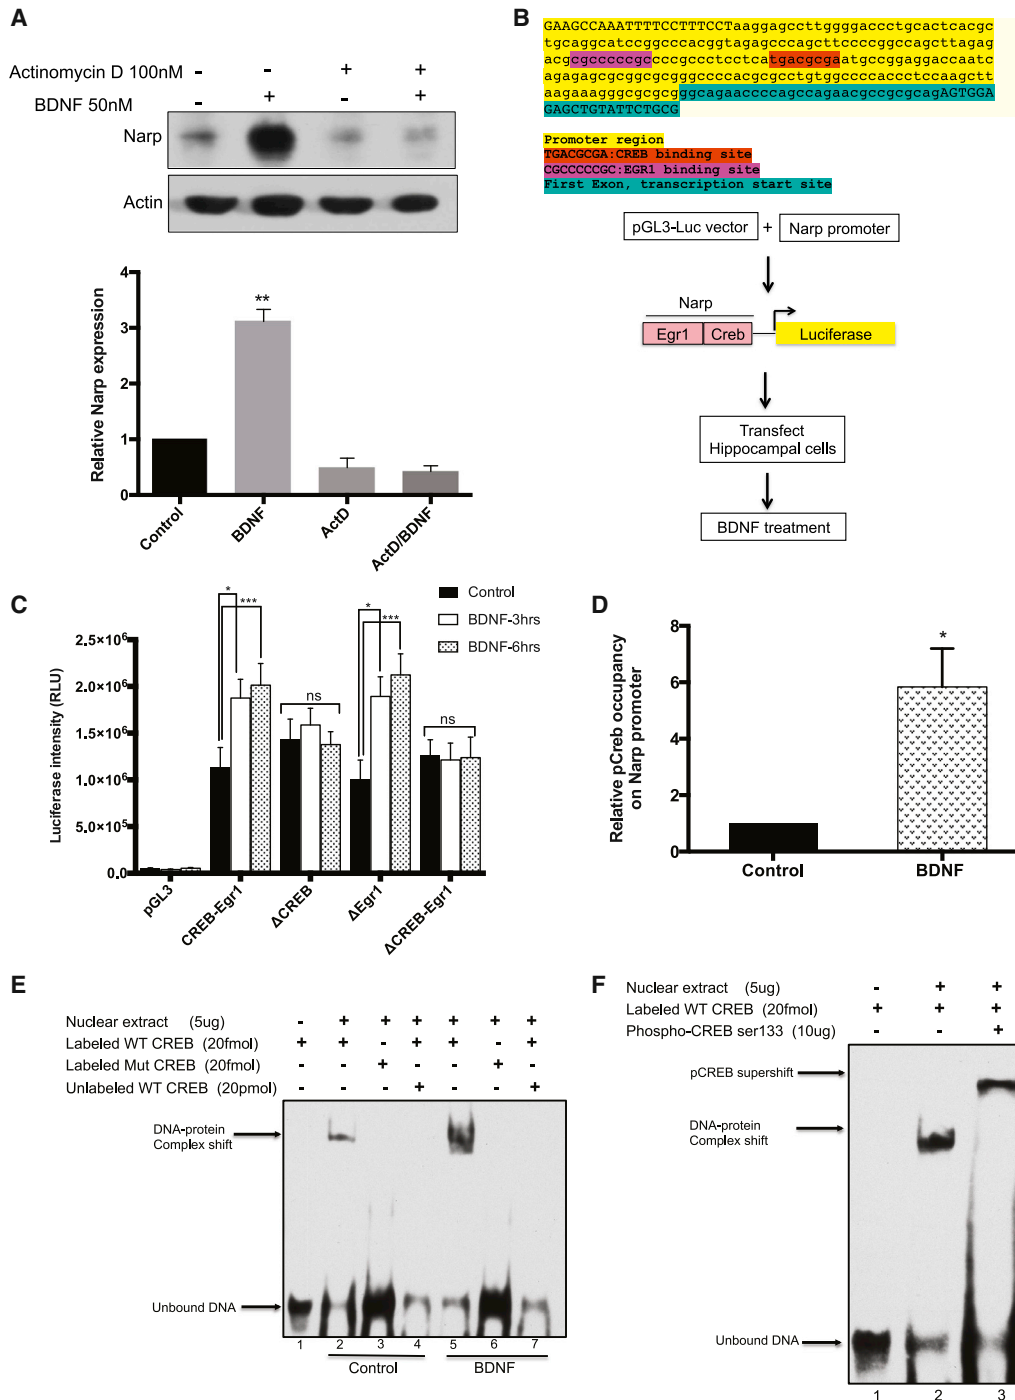 A
Actinomycin D 100nM - - + +
BDNF 50nM - + - +
Narp
Actin
Relative Narp expression
4
3
2
1
0
Control
BDNF
ActD
ActD/BDNF
**
B
GAAGCCAAATTTTCCTTTCCTaaggagagccttggggaccctgcactcacgc
tgcaggcatccggcccacggtagagcccagcttccccggccagcttagag
acgcgcccccgccccgccctcctcatgacgcgaatgccggaggaccaatc
agagagcgcggcgcggcccacgcgcctgtggccccaccctccaagctt
aagaaagggcgcgcgggcagaaccccagccagaacgccgcgcagAGTGGA
GAGCTGTATTCTGCG
Promoter region
TGACGCGA:CREB binding site
CGCCCCCGC:EGR1 binding site
First Exon, transcription start site
pGL3-Luc vector + Narp promoter
Narp
Egr1 Creb Luciferase
Transfect
Hippocampal cells
BDNF treatment
C
Control
BDNF-3hrs
BDNF-6hrs
Luciferase intensity (RLU)
2.5×10⁶
2.0×10⁶
1.5×10⁶
1.0×10⁶
5.0×10⁵
0.0
* *** ns * *** ns
pGL3
CREB-Egr1
ΔCREB
ΔEgr1
ΔCREB-Egr1
D
Relative pCreb occupancy
on Narp promoter
8
6
4
2
0
*
Control
BDNF
E
Nuclear extract (5ug) - + + + + + +
Labeled WT CREB (20fmol) + + - + + - +
Labeled Mut CREB (20fmol) - - + - - + -
Unlabeled WT CREB (20pmol) - - - + - - +
DNA-protein
Complex shift
Unbound DNA
1 2 3 4 5 6 7
Control BDNF
F
Nuclear extract (5ug) - + +
Labeled WT CREB (20fmol) + + +
Phospho-CREB ser133 (10ug) - - +
pCREB supershift
DNA-protein
Complex shift
Unbound DNA
1 2 3